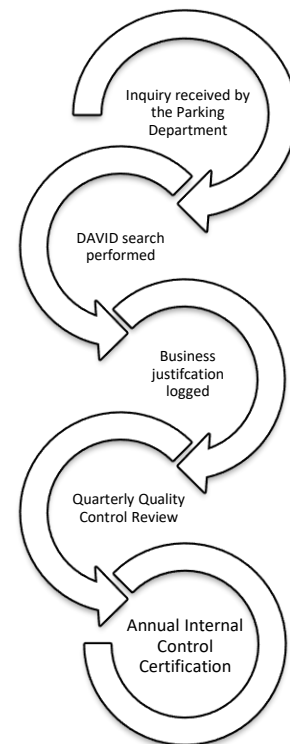 Inquiry received by
the Parking
Department
DAVID search
performed
Business
justifcation
logged
Quarterly Quality
Control Review
Annual Internal
Control
Certification